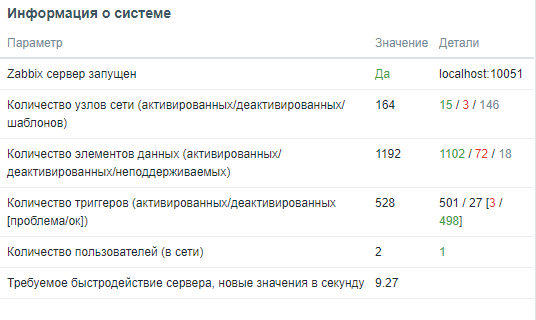 Информация о системе
Параметр Значение Детали
Zabbix сервер запущен Да localhost:10051
Количество узлов сети (активированных/деактивированных/ 164 15 / 3 / 146
шаблонов)
Количество элементов данных (активированных/ 1192 1102 / 72 / 18
деактивированных/неподдерживаемых)
Количество триггеров (активированных/деактивированных 528 501 / 27 [3 /
[проблема/ок]) 498]
Количество пользователей (в сети) 2 1
Требуемое быстродействие сервера, новые значения в секунду 9.27